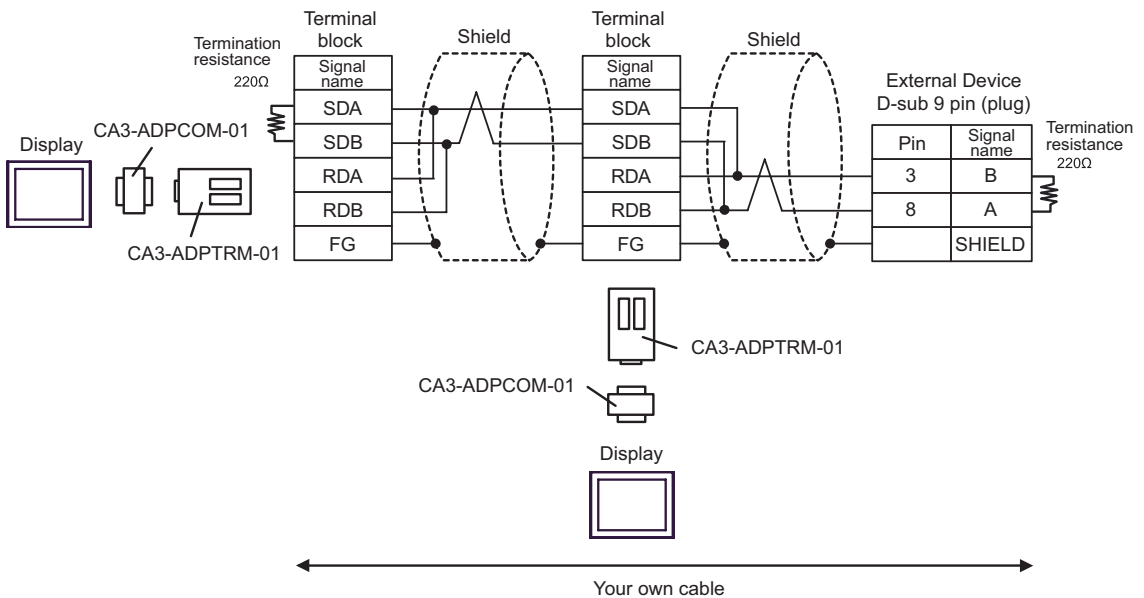 Display
CA3-ADPCOM-01
CA3-ADPTRM-01
Termination
resistance
220Ω
Terminal
block
Signal
name
SDA
SDB
RDA
RDB
FG
Shield
Terminal
block
Signal
name
SDA
SDB
RDA
RDB
FG
Shield
External Device
D-sub 9 pin (plug)
Pin Signal
name
3 B
8 A
SHIELD
Termination
resistance
220Ω
CA3-ADPTRM-01
CA3-ADPCOM-01
Display
Your own cable